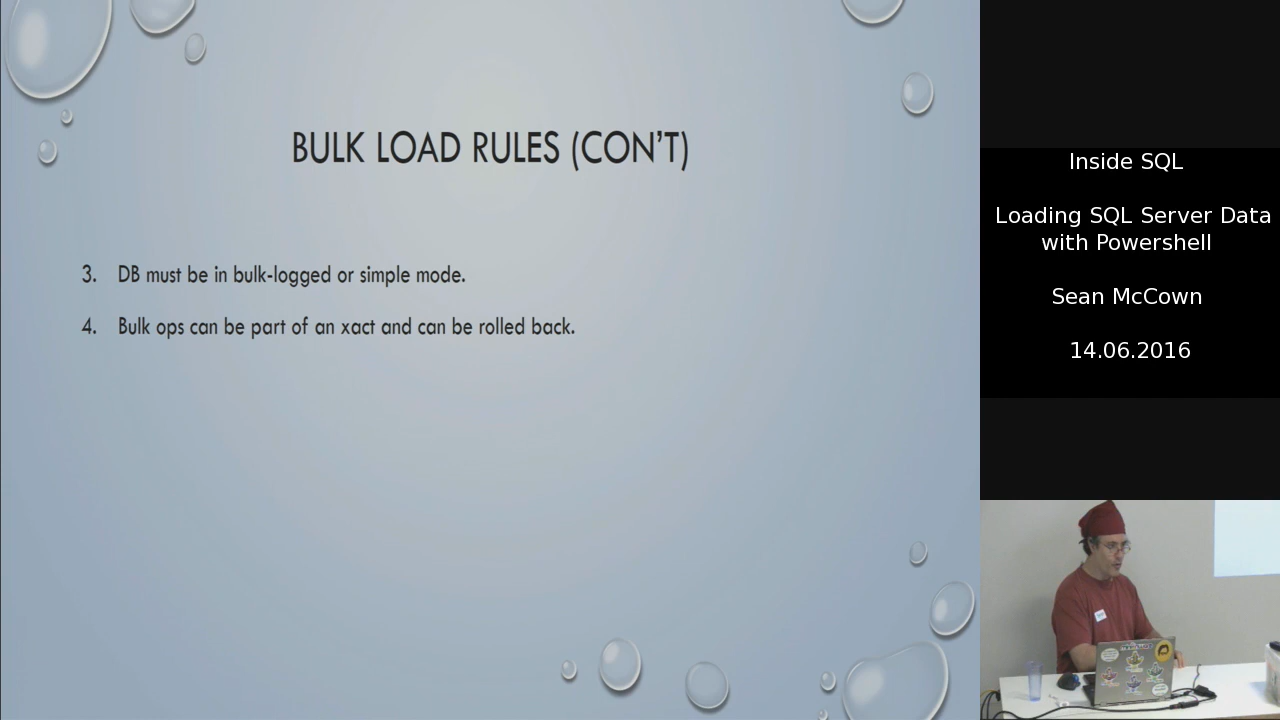 BULK LOAD RULES (CON'T)
3. DB must be in bulk-logged or simple mode.
4. Bulk ops can be part of an xact and can be rolled back.
Inside SQL
Loading SQL Server Data
with Powershell
Sean McCown
14.06.2016